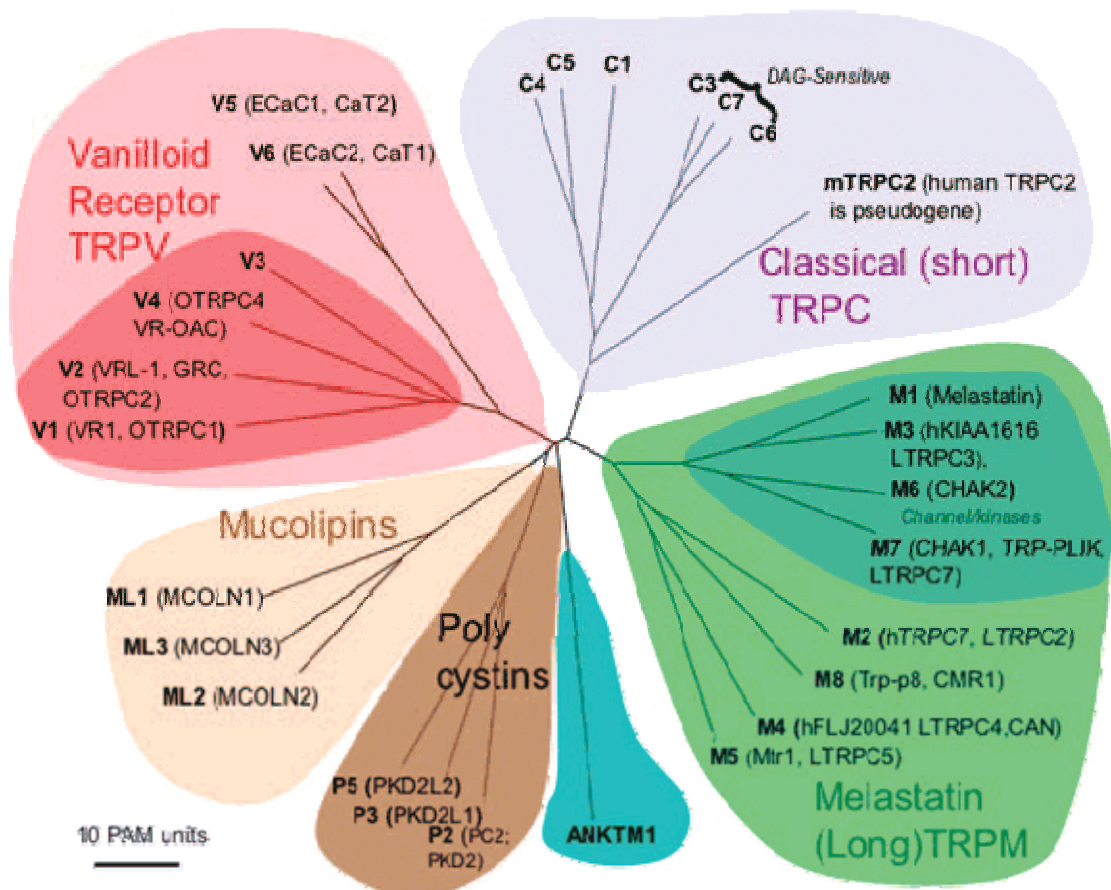 V5 (ECaC1, CaT2)
V6 (ECaC2, CaT1)
Vanilloid
Receptor
TRPV
V3
V4 (OTRPC4
VR-OAC)
V2 (VRL-1, GRC,
OTRPC2)
V1 (VR1, OTRPC1)
C4
C5
C1
C3
C7
C6
DAG-Sensitive
mTRPC2 (human TRPC2
is pseudogene)
Classical (short)
TRPC
M1 (Melastatin)
M3 (hKIAA1616
LTRPC3),
M6 (CHAK2)
Channel/kinases
M7 (CHAK1, TRP-PLIK,
LTRPC7)
M2 (hTRPC7, LTRPC2)
M8 (Trp-p8, CMR1)
M4 (hFLJ20041 LTRPC4,CAN)
M5 (Mtr1, LTRPC5)
Melastatin
(Long)TRPM
Mucolipins
ML1 (MCOLN1)
ML3 (MCOLN3)
ML2 (MCOLN2)
Poly
cystins
P5 (PKD2L2)
P3 (PKD2L1)
P2 (PC2;
PKD2)
ANKTM1
10 PAM units